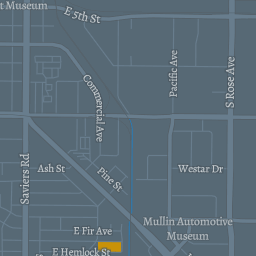 t Museum
E 5th St
Commercial Ave
Pacific Ave
S Rose Ave
Saviers Rd
Ash St
Pine St
Westar Dr
Mullin Automotive
Museum
E Fir Ave
E Hemlock St